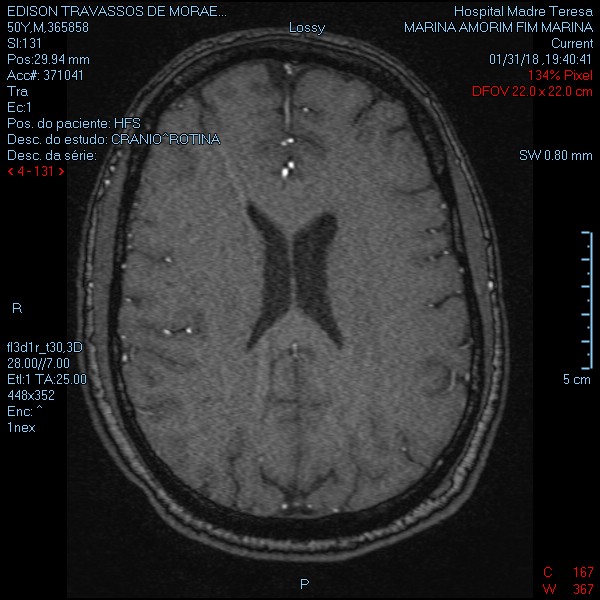 EDISON TRAVASSOS DE MORAE...
50Y,M,365858
Sl:131
Pos:29.94 mm
Acc#: 371041
Tra
Ec:1
Pos. do paciente: HFS
Desc. do estudo: CRANIO^ROTINA
Desc. da série:
< 4 - 131 >
Lossy
Hospital Madre Teresa
MARINA AMORIM FIM MARINA
Current
01/31/18 ,19:40:41
134% Pixel
DFOV 22.0 x 22.0 cm
SW 0.80 mm
R
5 cm
fl3d1r_t30,3D
28.00//7.00
Etl:1 TA:25.00
448x352
Enc: ^
1nex
P
C 167
W 367